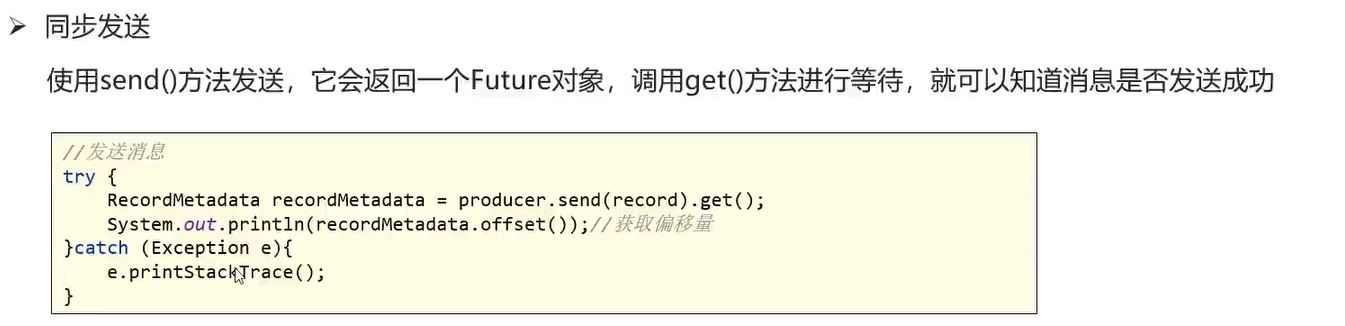 ➢ 同步发送
使用send()方法发送，它会返回一个Future对象，调用get()方法进行等待，就可以知道消息是否发送成功
//发送消息
try {
    RecordMetadata recordMetadata = producer.send(record).get();
    System.out.println(recordMetadata.offset());//获取偏移量
}catch (Exception e){
    e.printStackTrace();
}